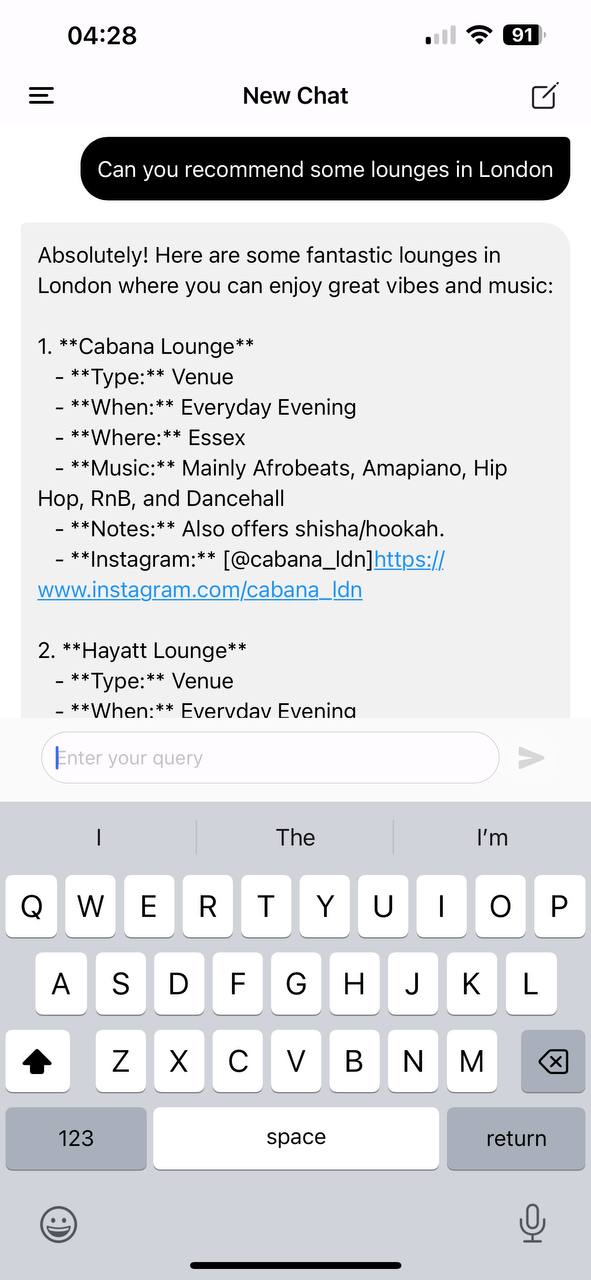 04:28
91
New Chat
Can you recommend some lounges in London
Absolutely! Here are some fantastic lounges in
London where you can enjoy great vibes and music:
1. **Cabana Lounge**
- **Type:** Venue
- **When:** Everyday Evening
- **Where:** Essex
- **Music:** Mainly Afrobeats, Amapiano, Hip
Hop, RnB, and Dancehall
- **Notes:** Also offers shisha/hookah.
- **Instagram:** [@cabana_ldn]https://
www.instagram.com/cabana_ldn
2. **Hayatt Lounge**
- **Type:** Venue
- **When:** Everyday Evening
Enter your query
I The I'm
Q W E R T Y U I O P
A S D F G H J K L
Z X C V B N M
123 space return